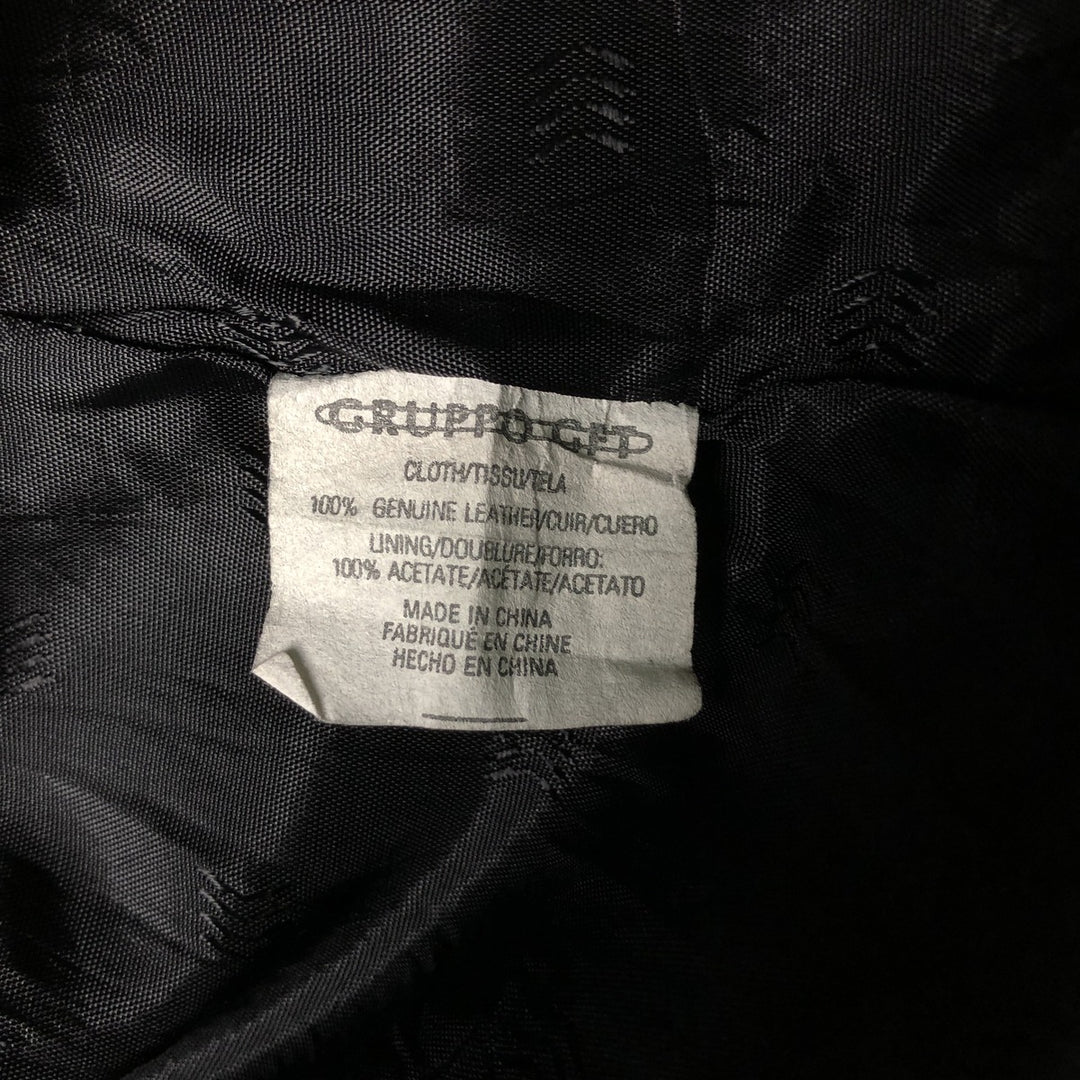 GRUPPO GFT
CLOTH/TISSU/TELA
100% GENUINE LEATHER/CUIR/CUERO
LINING/DOUBLURE/FORRO:
100% ACETATE/ACÉTATE/ACETATO
MADE IN CHINA
FABRIQUÉ EN CHINE
HECHO EN CHINA